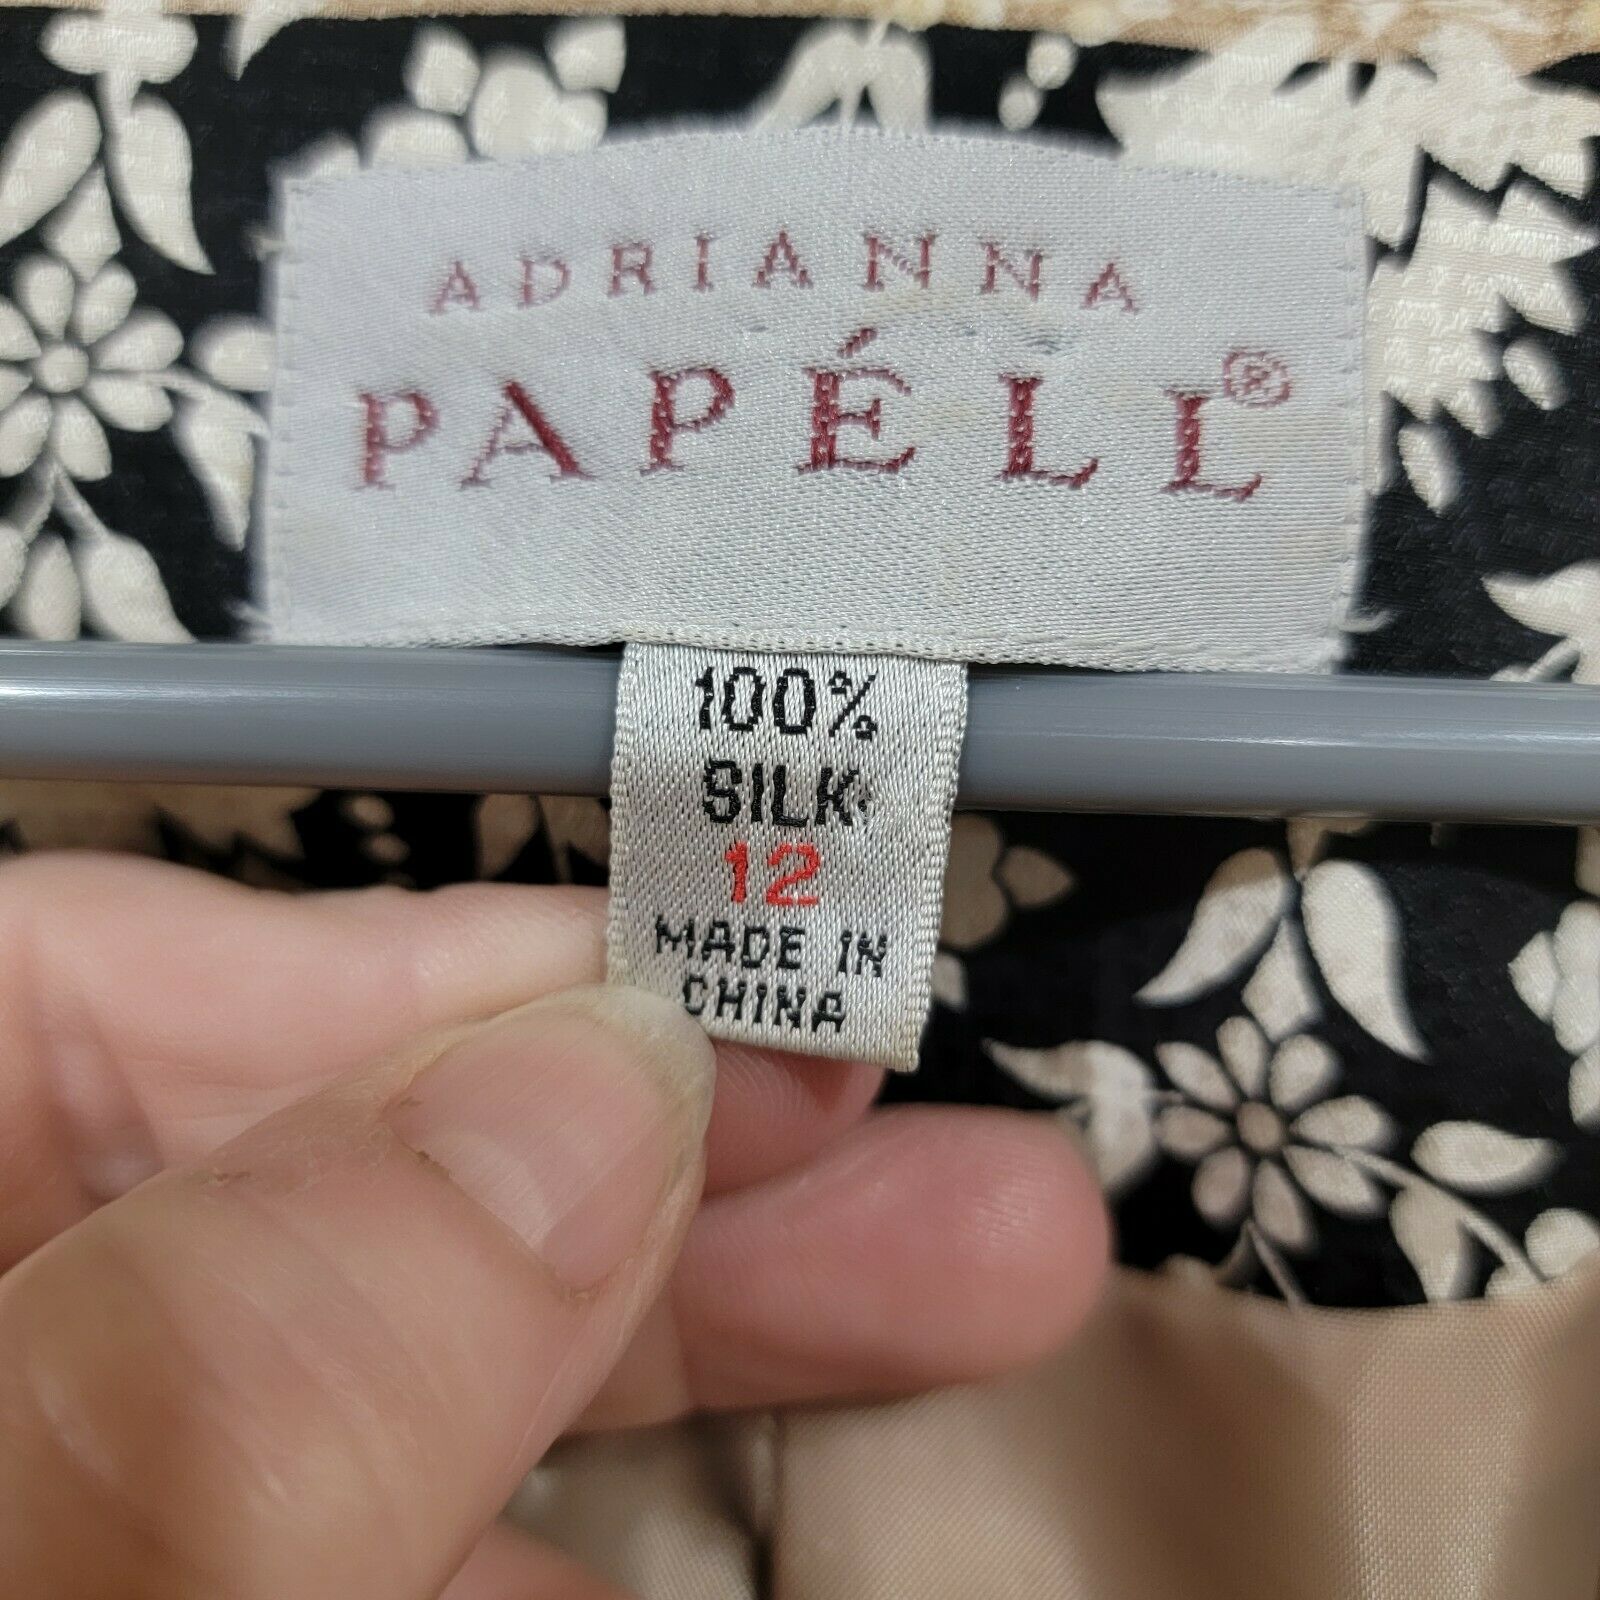 ADRIANNA
PAPÉLL®
100%
SILK
12
MADE IN
CHINA